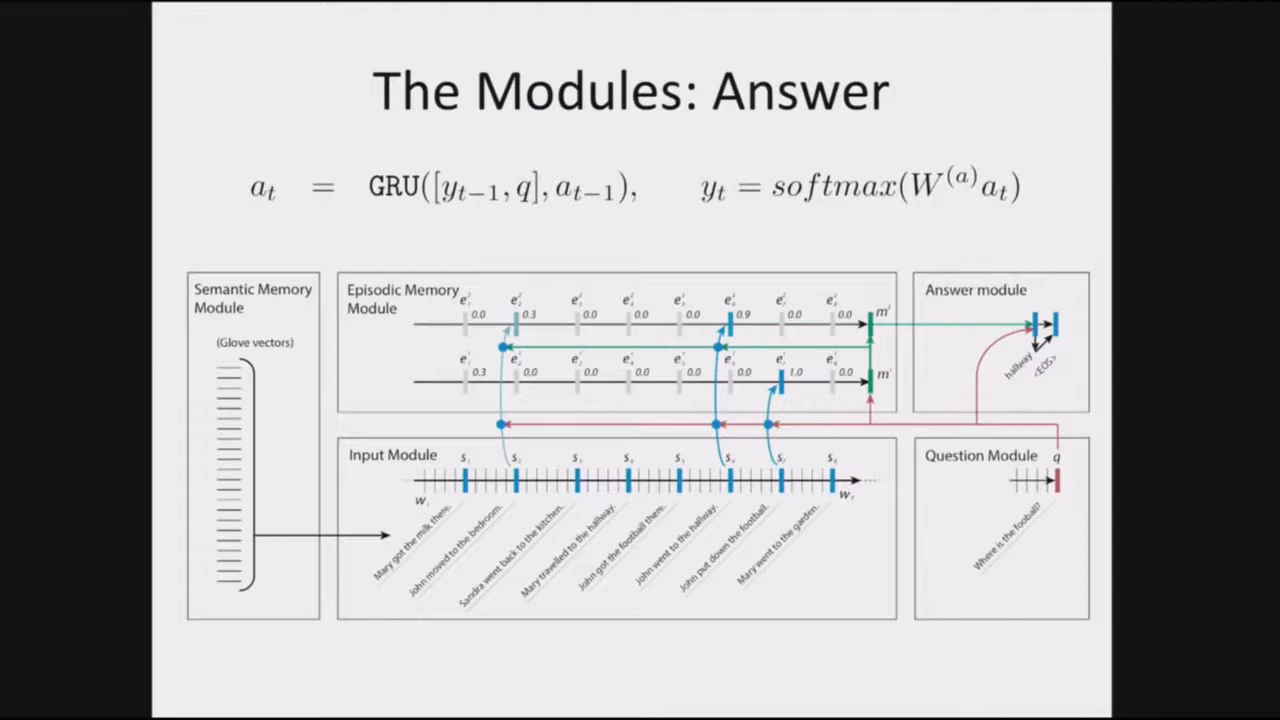 The Modules: Answer
a_t = GRU([y_{t−1}, q], a_{t−1}), y_t = softmax(W^{(a)} a_t)
Semantic Memory
Module
(Glove vectors)
Episodic Memory
Module
e e e e e e e e
0.0 0.3 0.0 0.0 0.0 0.9 0.0 0.0
m²
e e e e e e e e
0.3 0.0 0.0 0.0 0.0 0.0 1.0 0.0
m¹
Answer module
hallway
<EOS>
Input Module
s s s s s s s s
w w
Mary got the milk there.
John moved to the bedroom.
Sandra went back to the kitchen.
Mary travelled to the hallway.
John got the football there.
John went to the hallway.
John put down the football.
Mary went to the garden.
Question Module
q
Where is the fooball?